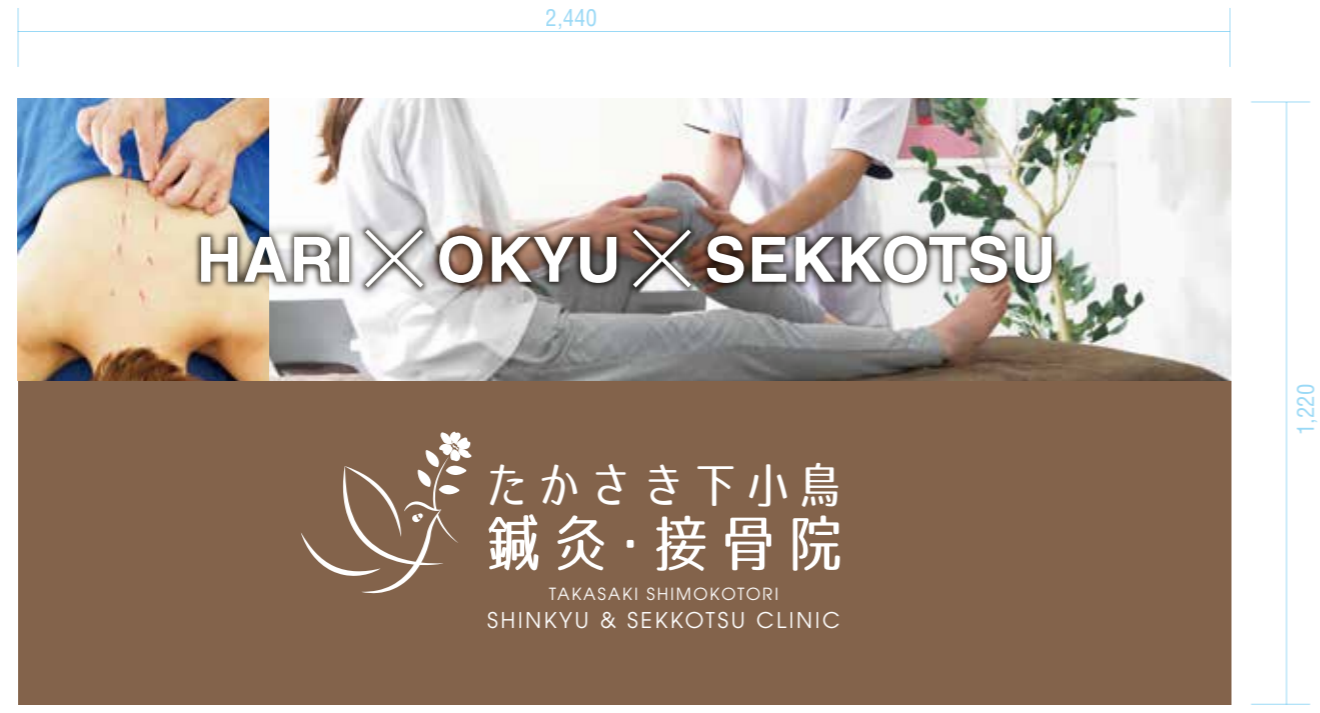 2,440
HARI×OKYU×SEKKOTSU
1,220
たかさき下小鳥
鍼灸・接骨院
TAKASAKI SHIMOKOTORI
SHINKYU & SEKKOTSU CLINIC